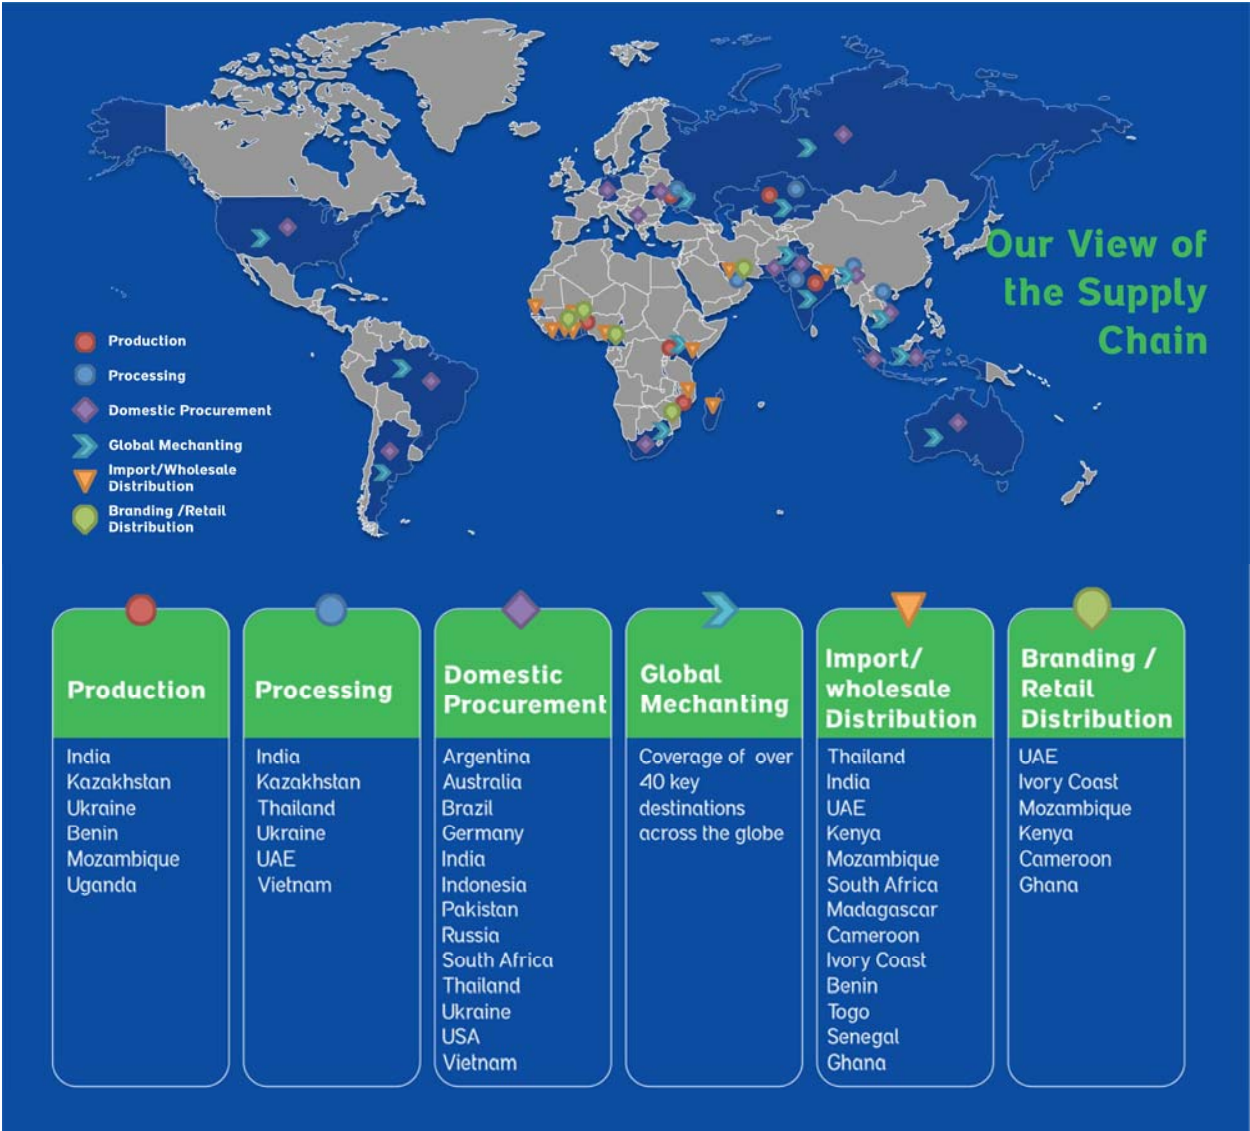 Our View of
the Supply
Chain
Production
Processing
Domestic Procurement
Global Mechanting
Import/Wholesale
Distribution
Branding /Retail
Distribution
Production
India
Kazakhstan
Ukraine
Benin
Mozambique
Uganda
Processing
India
Kazakhstan
Thailand
Ukraine
UAE
Vietnam
Domestic
Procurement
Argentina
Australia
Brazil
Germany
India
Indonesia
Pakistan
Russia
South Africa
Thailand
Ukraine
USA
Vietnam
Global
Mechanting
Coverage of over
40 key
destinations
across the globe
Import/
wholesale
Distribution
Thailand
India
UAE
Kenya
Mozambique
South Africa
Madagascar
Cameroon
Ivory Coast
Benin
Togo
Senegal
Ghana
Branding /
Retail
Distribution
UAE
Ivory Coast
Mozambique
Kenya
Cameroon
Ghana